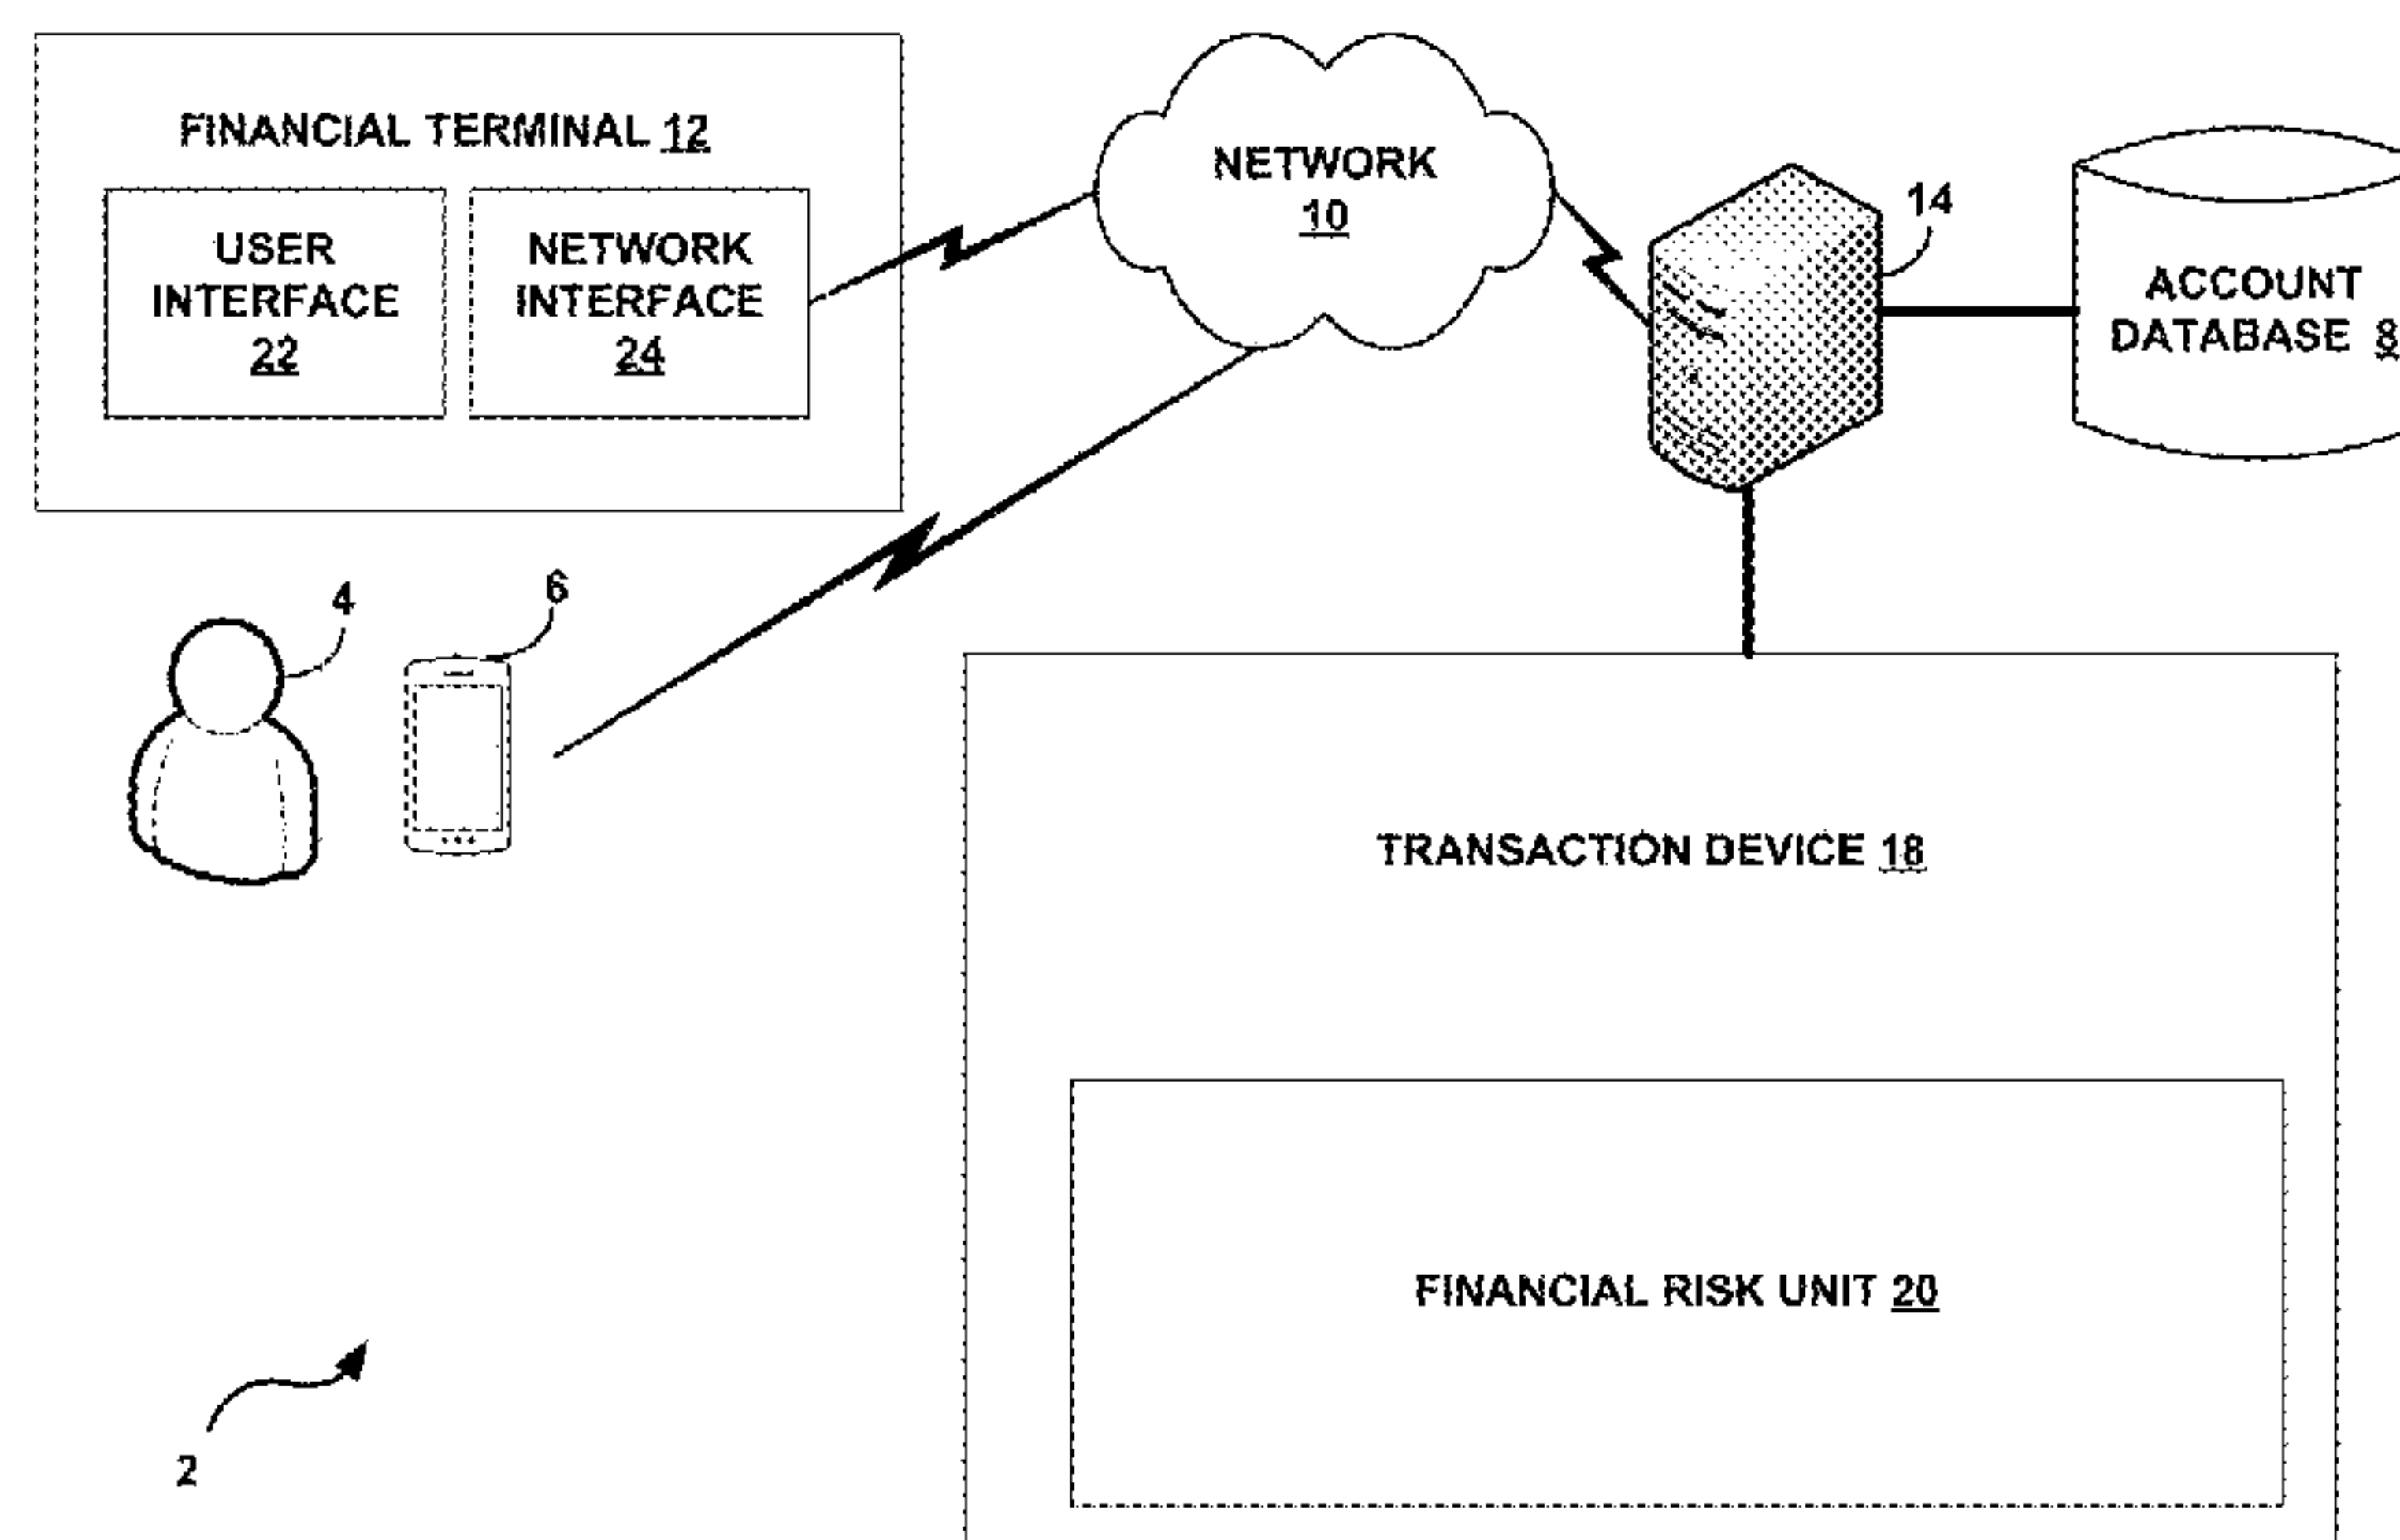 FINANCIAL TERMINAL 12
USER
INTERFACE
22
NETWORK
INTERFACE
24
NETWORK
10
14
ACCOUNT
DATABASE 8
4
6
TRANSACTION DEVICE 18
FINANCIAL RISK UNIT 20
2